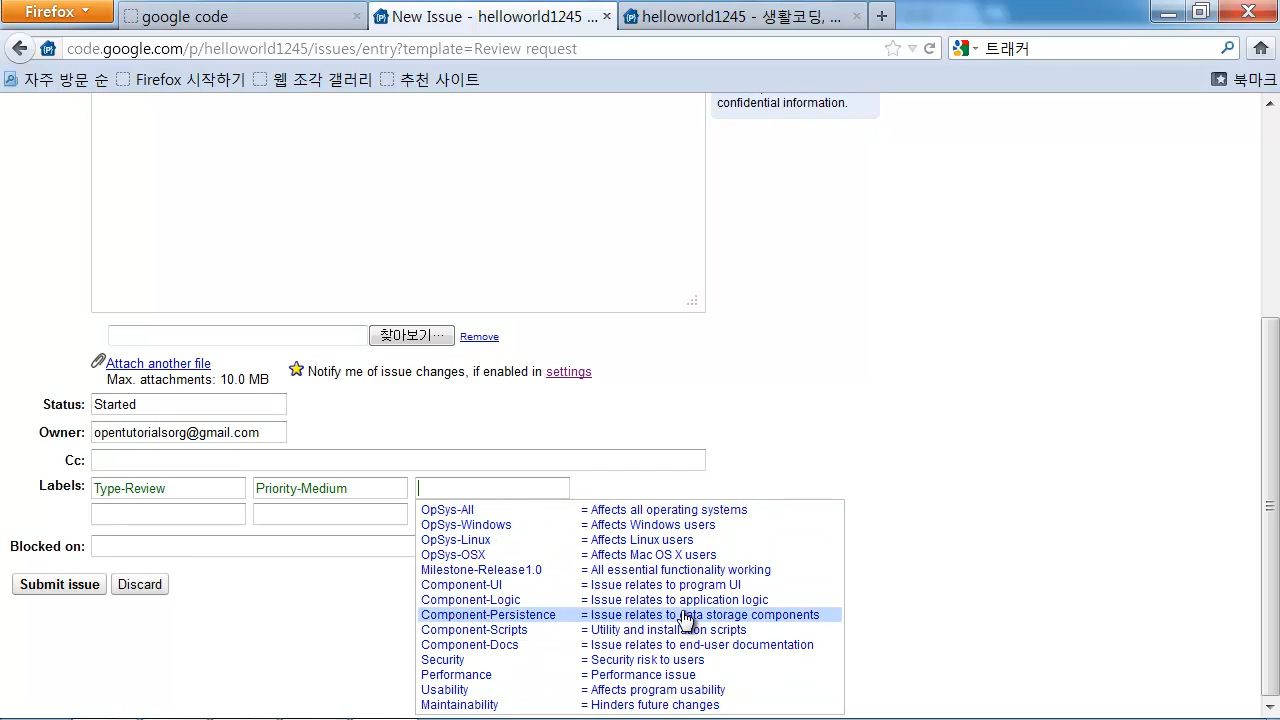 Firefox
google code
New Issue - helloworld1245 ...
helloworld1245 - 생활코딩, ...
code.google.com/p/helloworld1245/issues/entry?template=Review request
트래커
자주 방문 순
Firefox 시작하기
웹 조각 갤러리
추천 사이트
북마크
confidential information.
찾아보기...
Remove
Attach another file
Max. attachments: 10.0 MB
Notify me of issue changes, if enabled in settings
Status: Started
Owner: opentutorialsorg@gmail.com
Cc:
Labels: Type-Review Priority-Medium
Blocked on:
Submit issue
Discard
OpSys-All = Affects all operating systems
OpSys-Windows = Affects Windows users
OpSys-Linux = Affects Linux users
OpSys-OSX = Affects Mac OS X users
Milestone-Release1.0 = All essential functionality working
Component-UI = Issue relates to program UI
Component-Logic = Issue relates to application logic
Component-Persistence = Issue relates to data storage components
Component-Scripts = Utility and installation scripts
Component-Docs = Issue relates to end-user documentation
Security = Security risk to users
Performance = Performance issue
Usability = Affects program usability
Maintainability = Hinders future changes